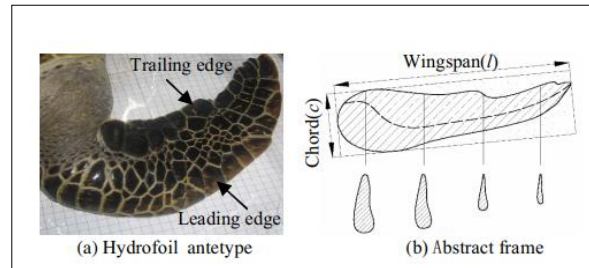 Trailing edge
Leading edge
(a) Hydrofoil antetype
Wingspan(l)
Chord(c)
(b) Abstract frame